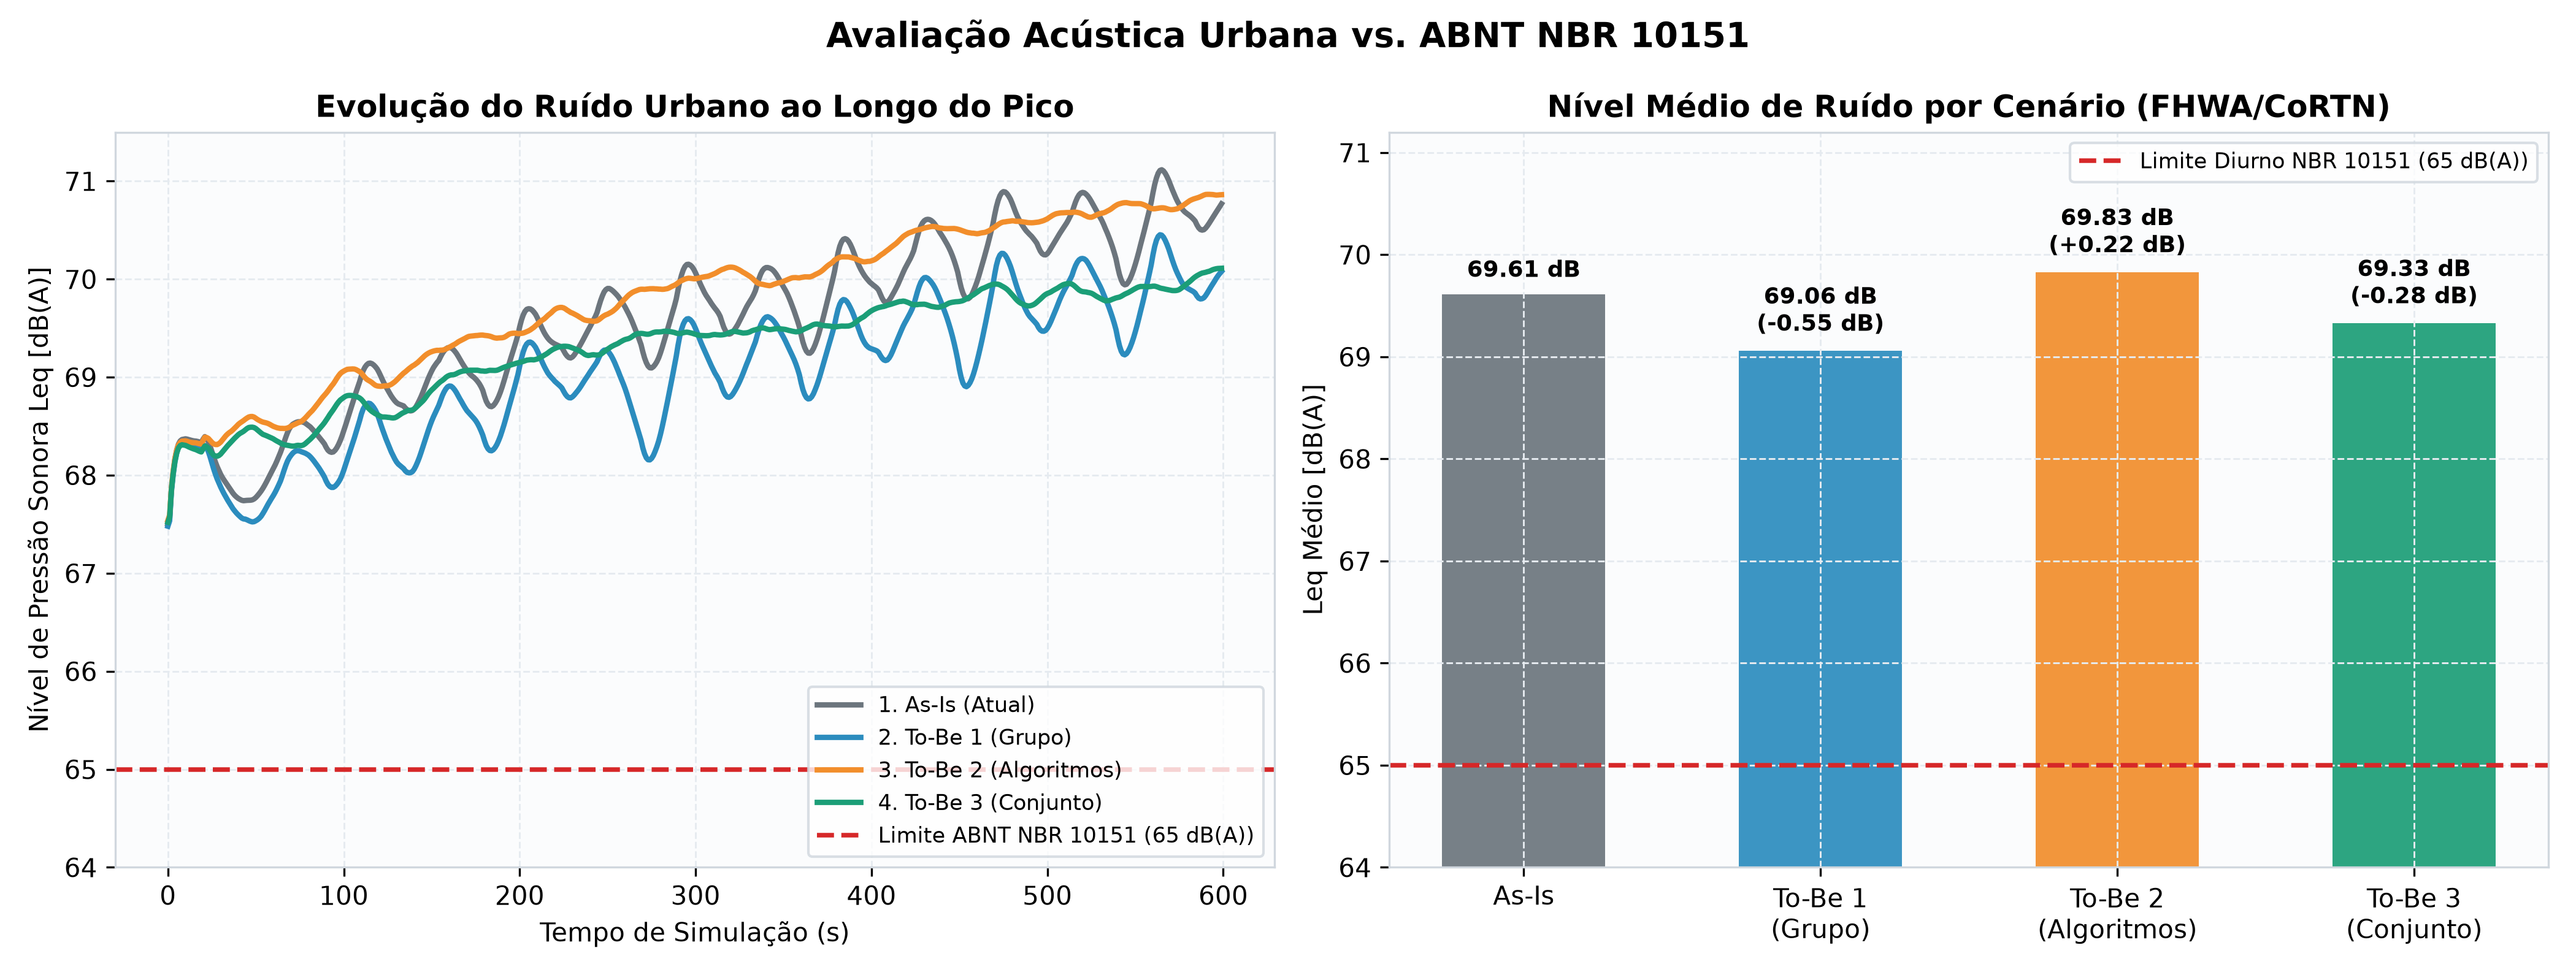 Avaliação Acústica Urbana vs. ABNT NBR 10151
Evolução do Ruído Urbano ao Longo do Pico
Nível de Pressão Sonora Leq [dB(A)]
71
70
69
68
67
66
65
64
0 100 200 300 400 500 600
Tempo de Simulação (s)
1. As-Is (Atual)
2. To-Be 1 (Grupo)
3. To-Be 2 (Algoritmos)
4. To-Be 3 (Conjunto)
Limite ABNT NBR 10151 (65 dB(A))
Nível Médio de Ruído por Cenário (FHWA/CoRTN)
Leq Médio [dB(A)]
71
70
69
68
67
66
65
64
Limite Diurno NBR 10151 (65 dB(A))
69.61 dB
69.06 dB
(-0.55 dB)
69.83 dB
(+0.22 dB)
69.33 dB
(-0.28 dB)
As-Is
To-Be 1
(Grupo)
To-Be 2
(Algoritmos)
To-Be 3
(Conjunto)